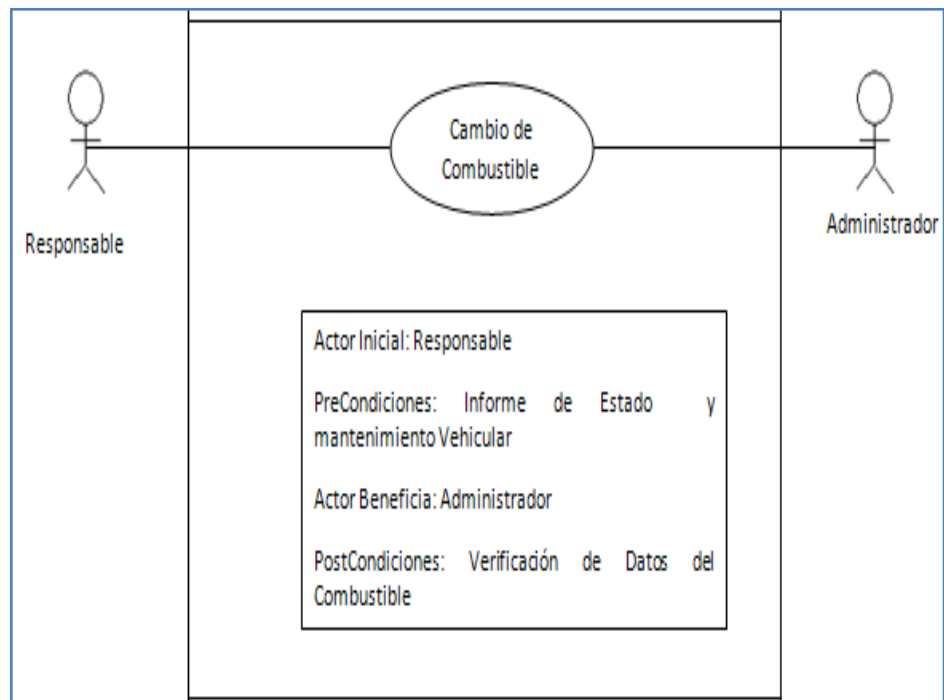 Cambio de
Combustible
Responsable
Administrador
Actor Inicial: Responsable
PreCondiciones: Informe de Estado y
mantenimiento Vehicular
Actor Beneficia: Administrador
PostCondiciones: Verificación de Datos del
Combustible